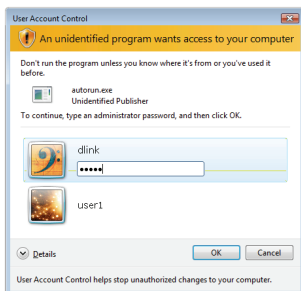 User Account Control
An unidentified program wants access to your computer
Don't run the program unless you know where it's from or you've used it
before.
autorun.exe
Unidentified Publisher
To continue, type an administrator password, and then click OK.
dlink
•••••
user1
Details
OK Cancel
User Account Control helps stop unauthorized changes to your computer.